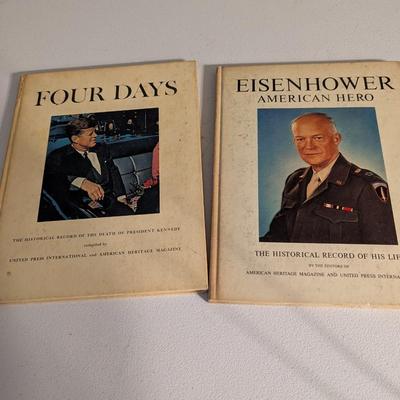 FOUR DAYS
THE HISTORICAL RECORD OF THE DEATH OF PRESIDENT KENNEDY
compiled by
UNITED PRESS INTERNATIONAL and AMERICAN HERITAGE MAGAZINE
EISENHOWER
AMERICAN HERO
THE HISTORICAL RECORD OF HIS LIF
BY THE EDITORS OF
AMERICAN HERITAGE MAGAZINE AND UNITED PRESS INTERNA